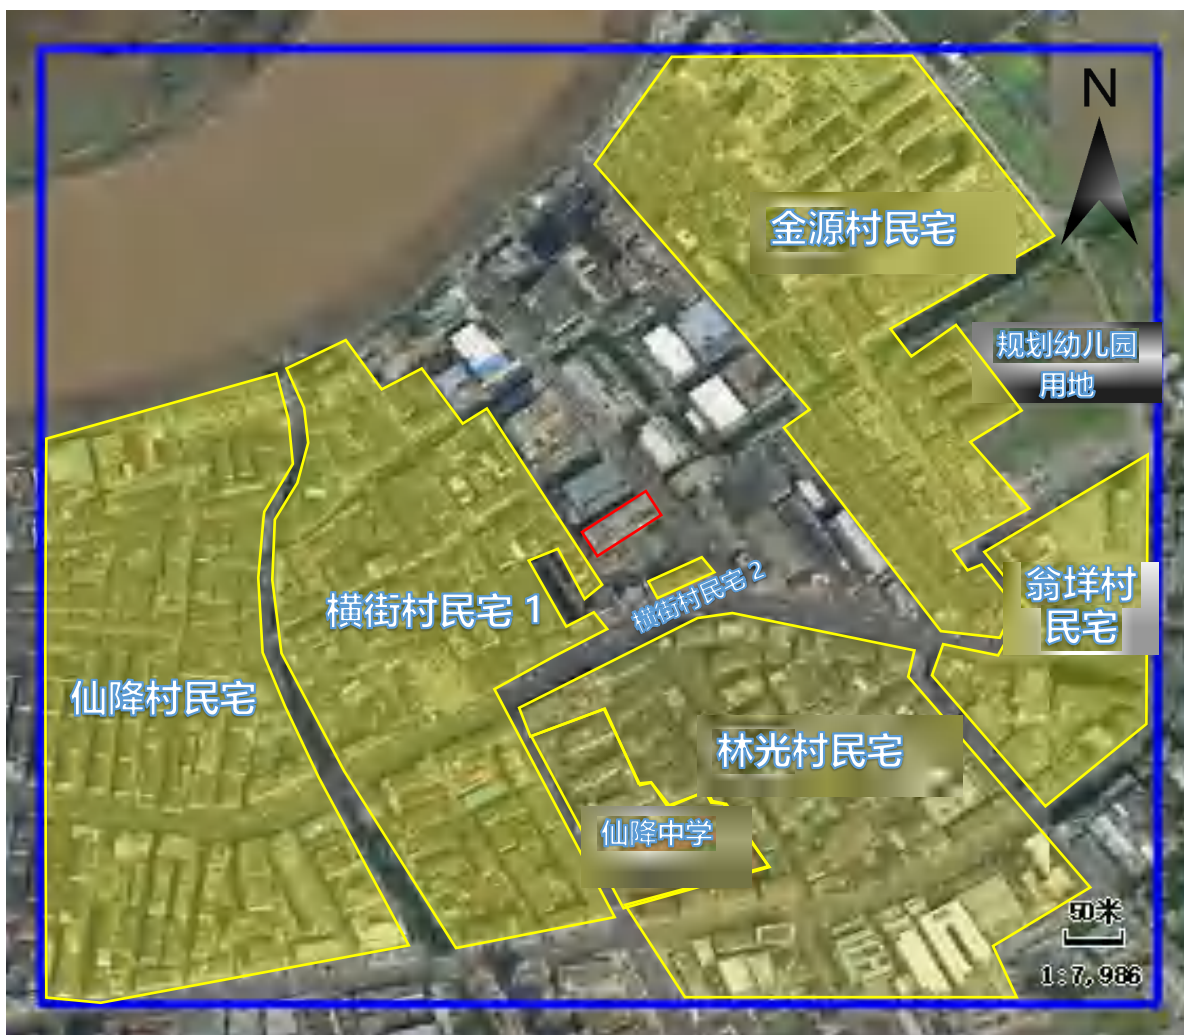 N
金源村民宅
规划幼儿园
用地
翁垟村
民宅
横街村民宅 2
横街村民宅 1
仙降村民宅
林光村民宅
仙降中学
50米
1:7,986